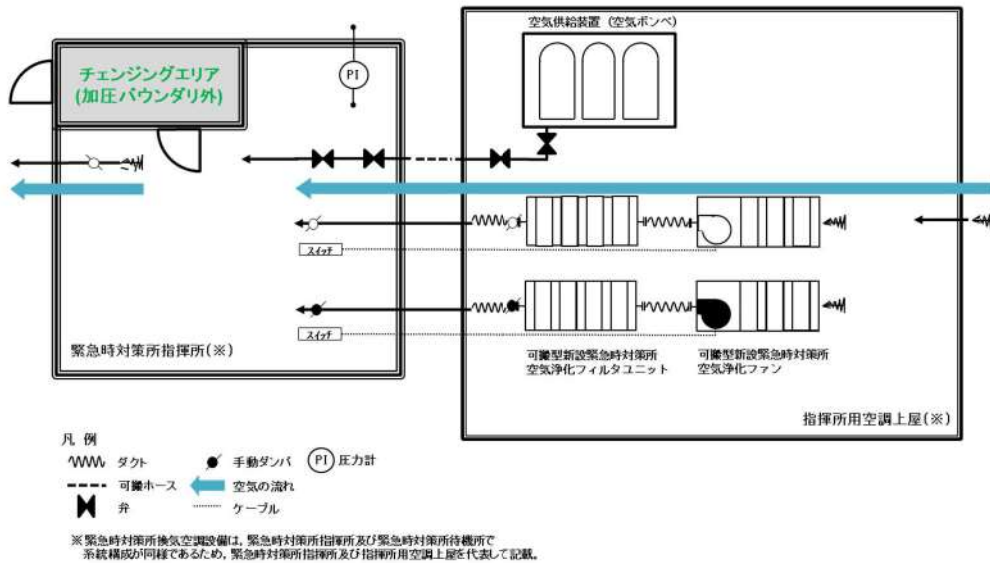 空気供給装置 (空気ボンベ)
チェンジングエリア
(加圧バウンダリ外)
PI
スイッチ
スイッチ
緊急時対策所指揮所(※)
可搬型新設緊急時対策所
空気浄化フィルタユニット
可搬型新設緊急時対策所
空気浄化ファン
指揮所用空調上屋(※)
凡 例
ダクト
手動ダンパ
PI 圧力計
可搬ホース
空気の流れ
弁
ケーブル
※緊急時対策所換気空調設備は, 緊急時対策所指揮所及び緊急時対策所待機所で
系統構成が同様であるため, 緊急時対策所指揮所及び指揮所用空調上屋を代表して記載。